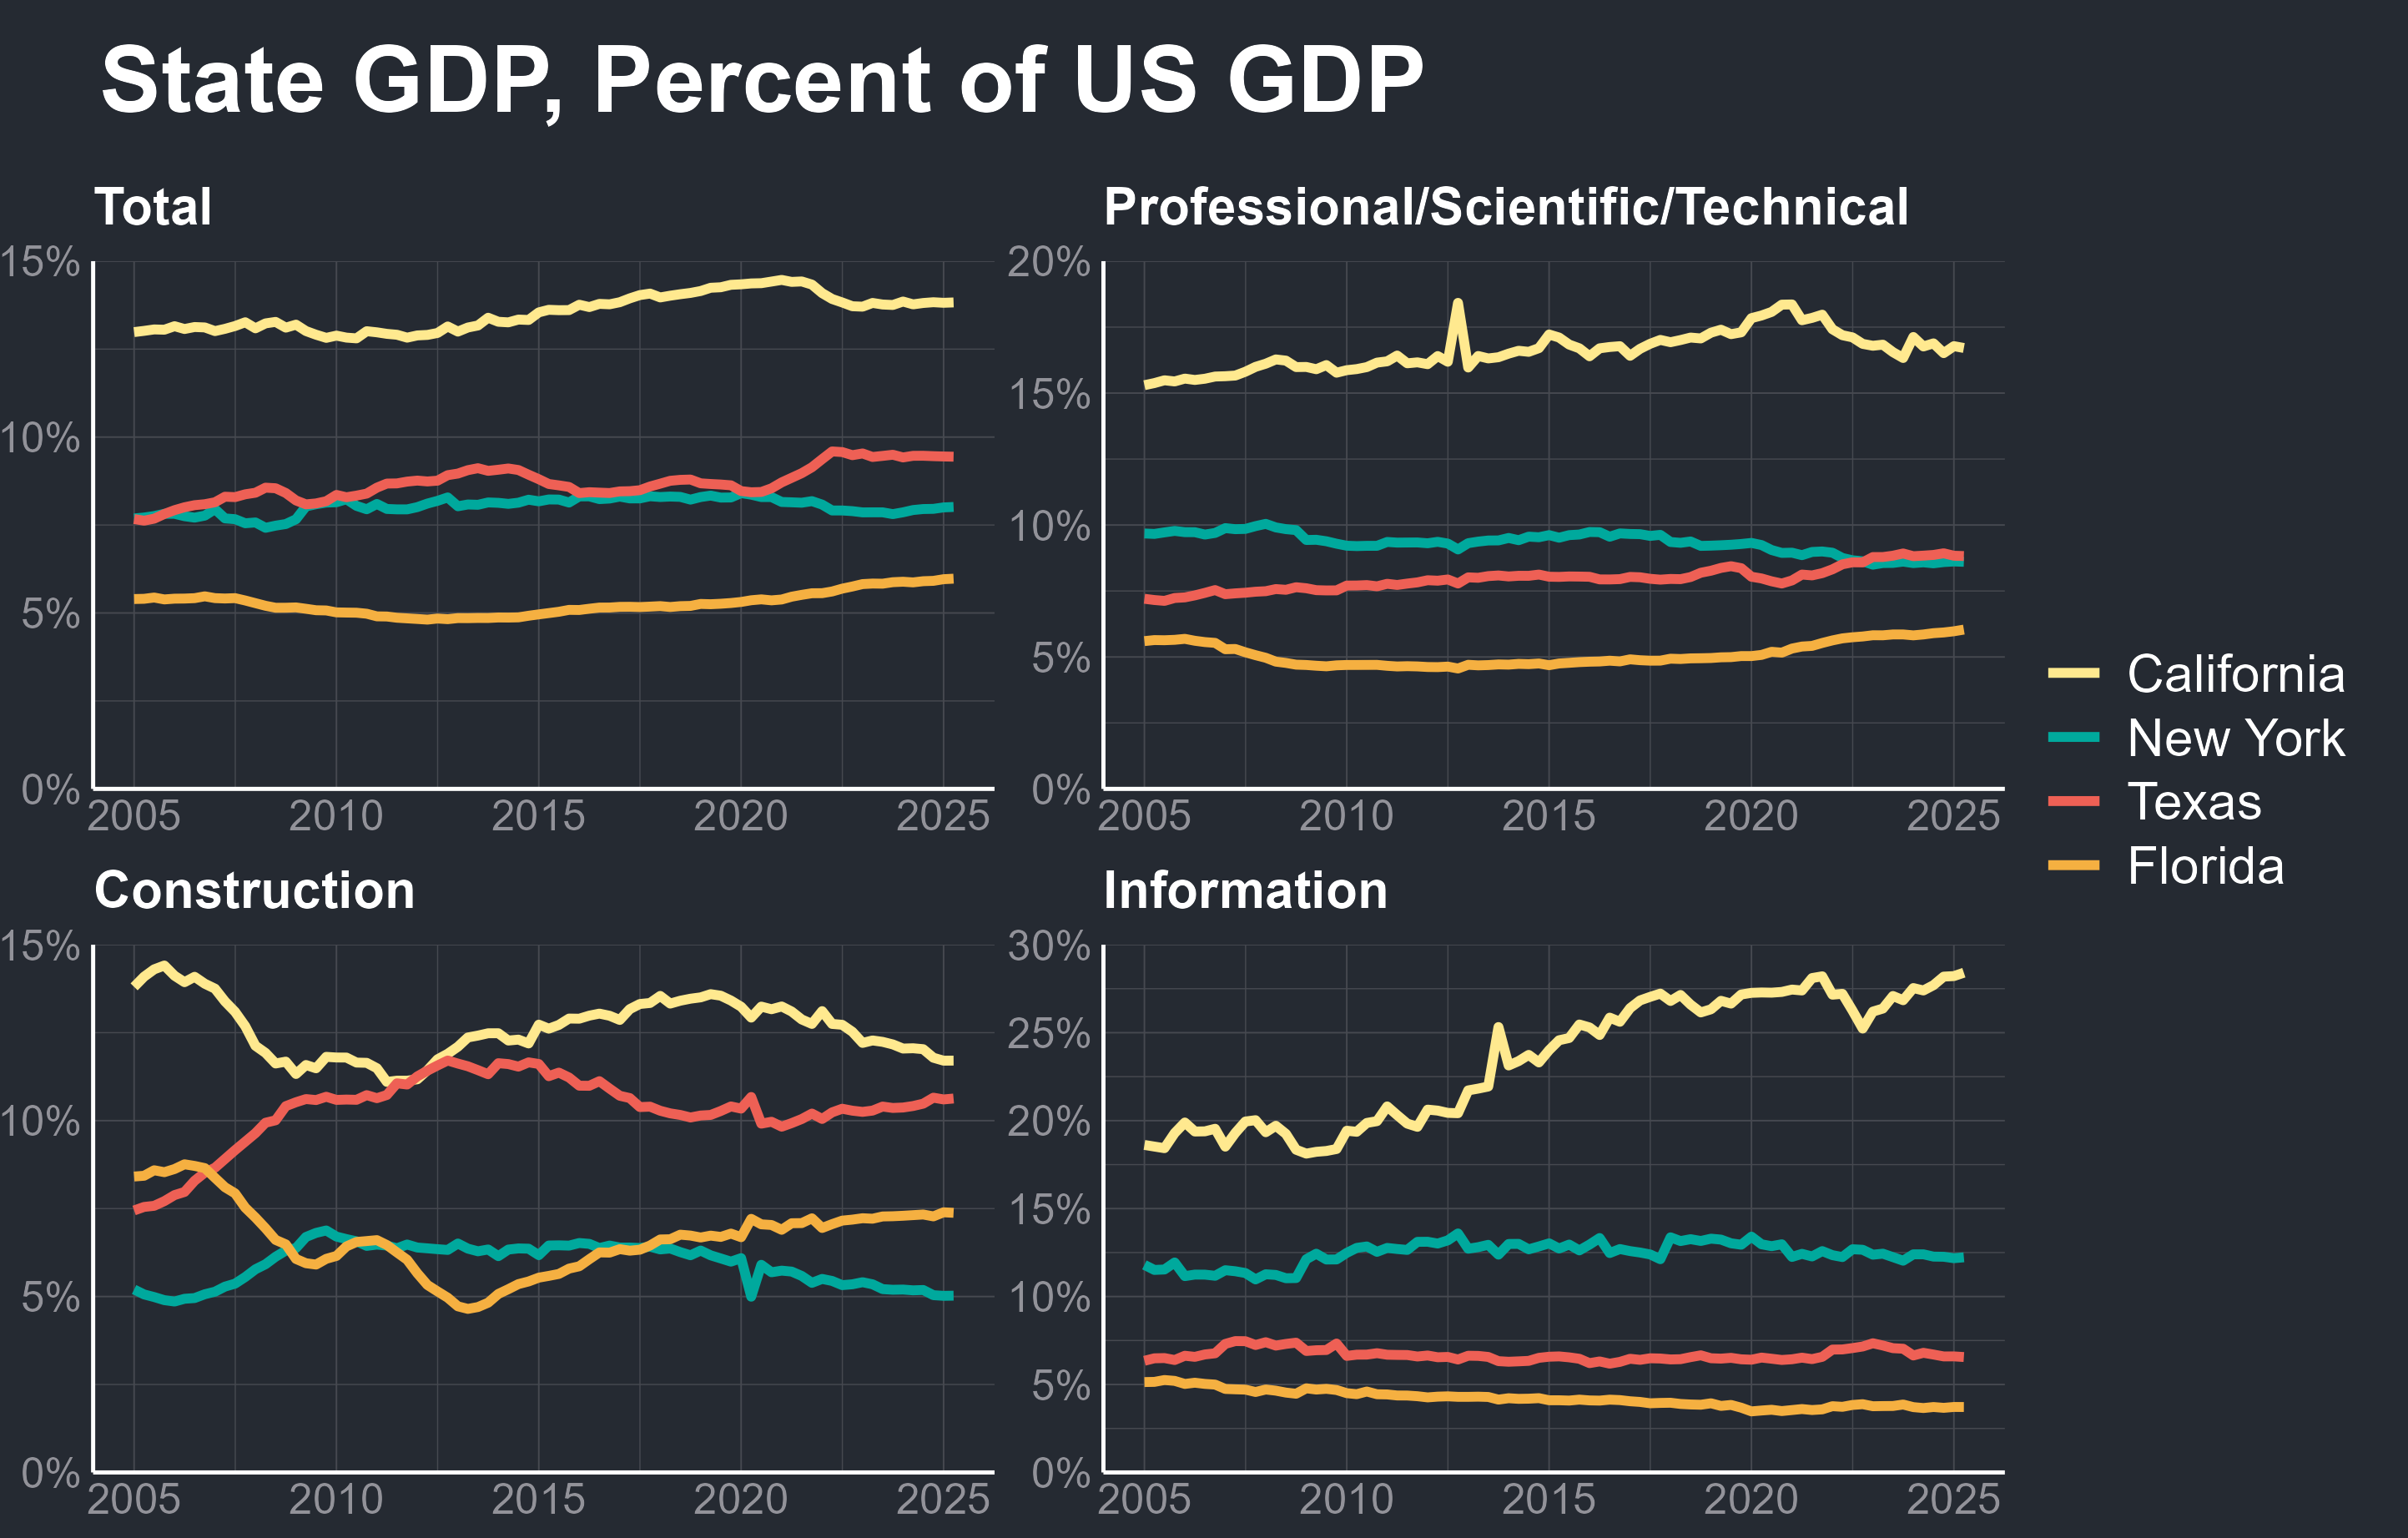 State GDP, Percent of US GDP
Total
15%
10%
5%
0%
2005 2010 2015 2020 2025
Professional/Scientific/Technical
20%
15%
10%
5%
0%
2005 2010 2015 2020 2025
California
New York
Texas
Florida
Construction
15%
10%
5%
0%
2005 2010 2015 2020 2025
Information
30%
25%
20%
15%
10%
5%
0%
2005 2010 2015 2020 2025